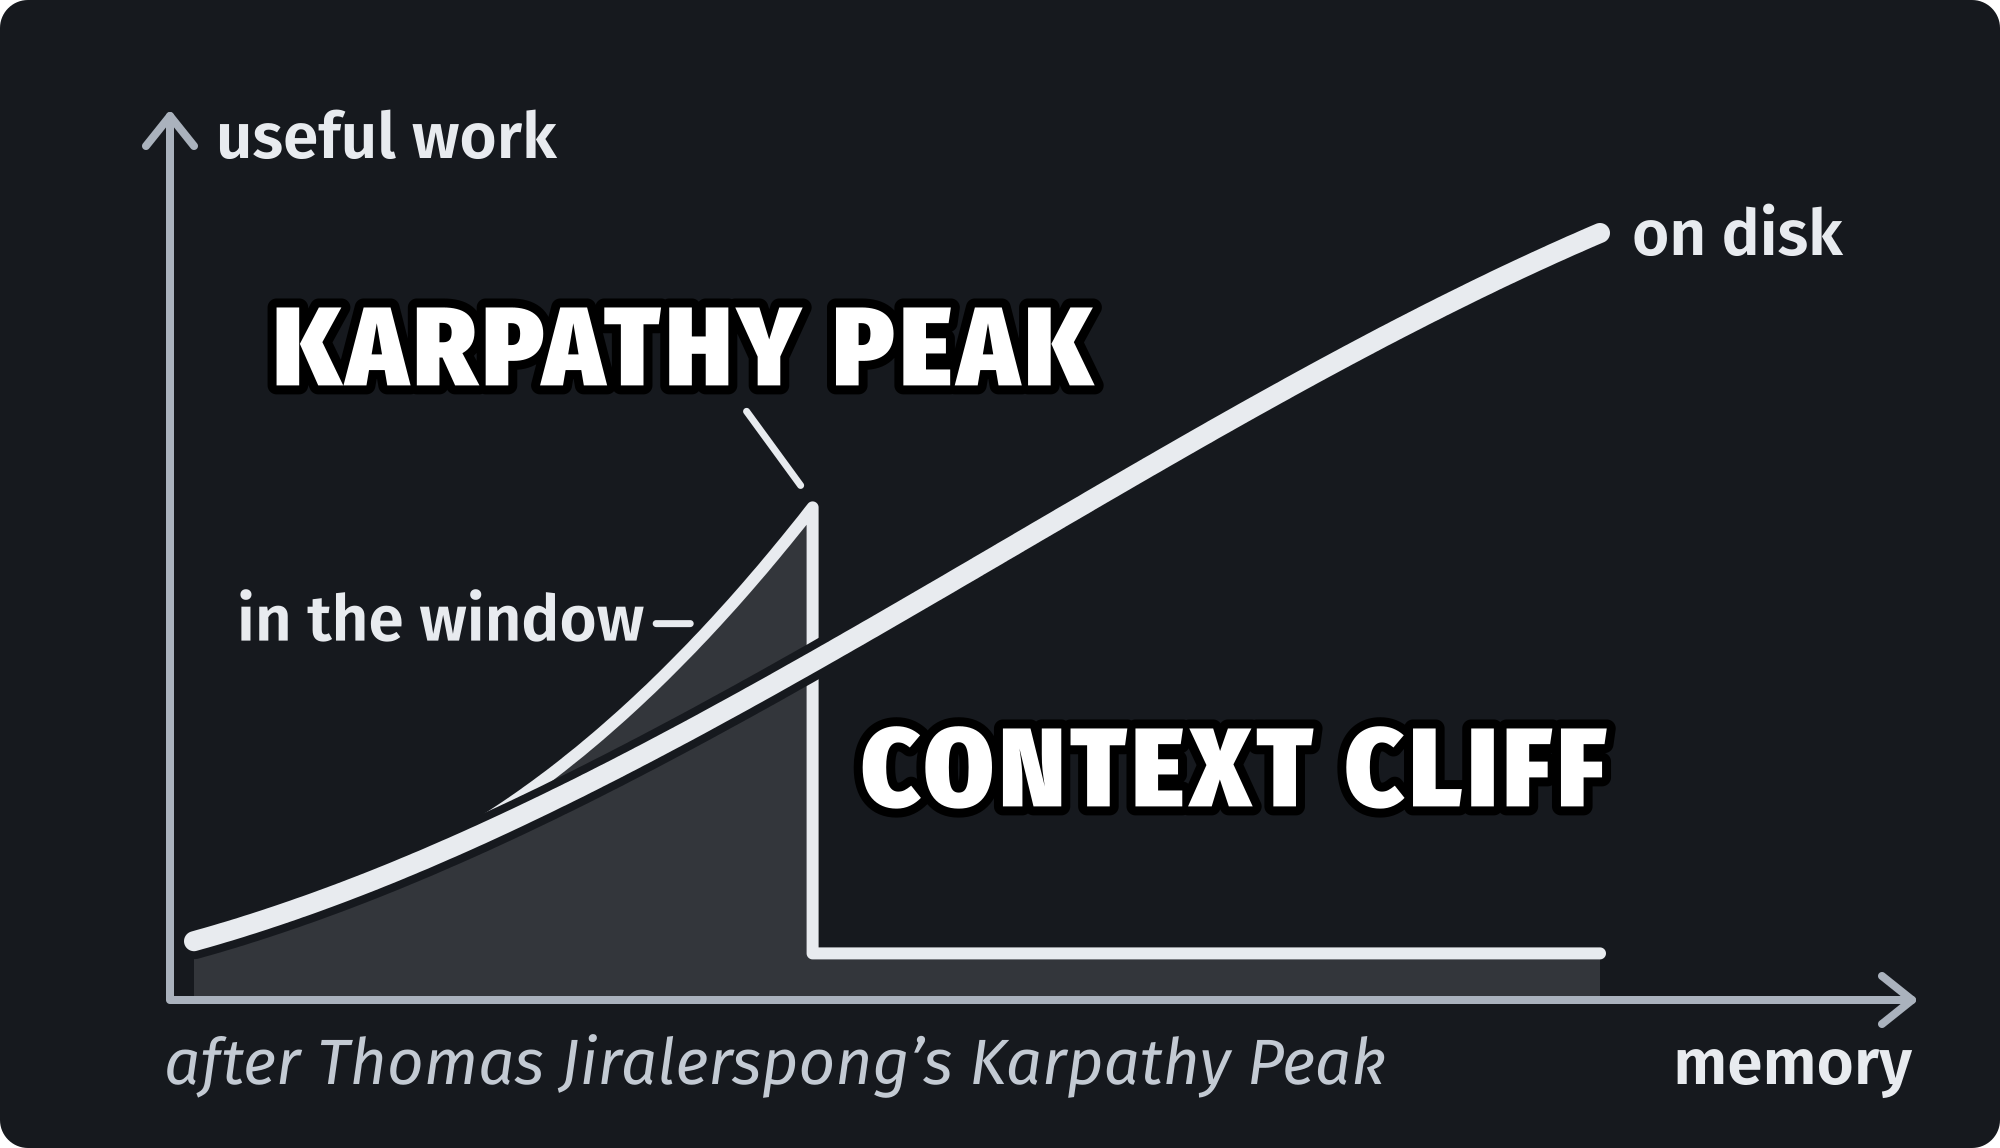 useful work
on disk
KARPATHY PEAK
in the window
CONTEXT CLIFF
after Thomas Jiralerspong’s Karpathy Peak
memory